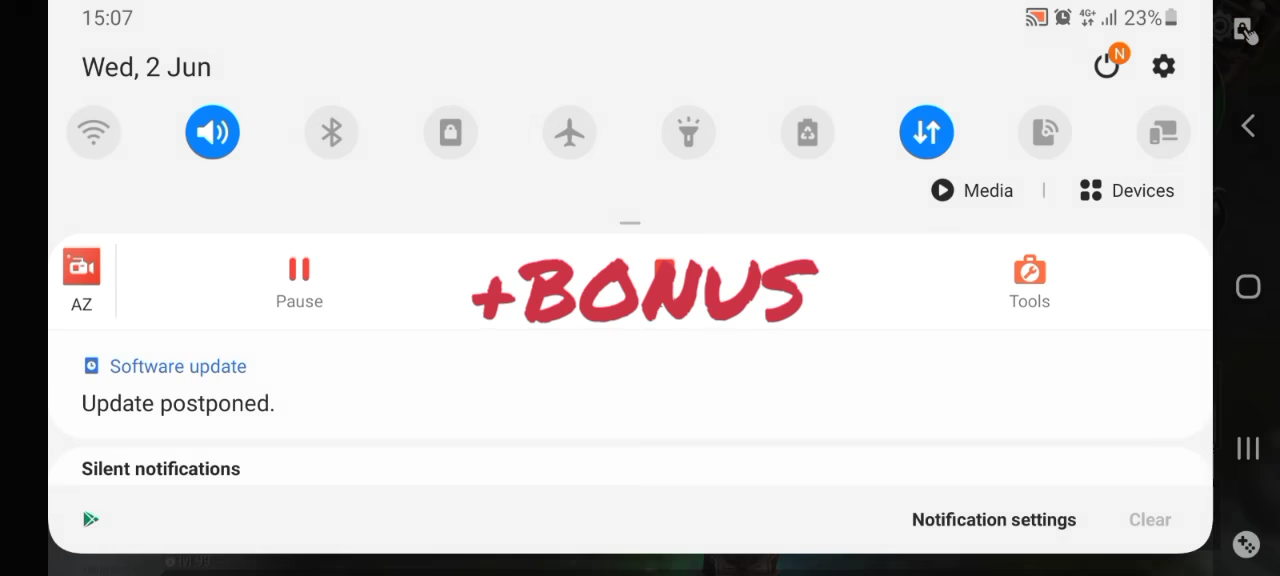 15:07
4G+ 23%
Wed, 2 Jun
N
Media | Devices
AZ
Pause
+BONUS
Tools
Software update
Update postponed.
Silent notifications
Notification settings
Clear